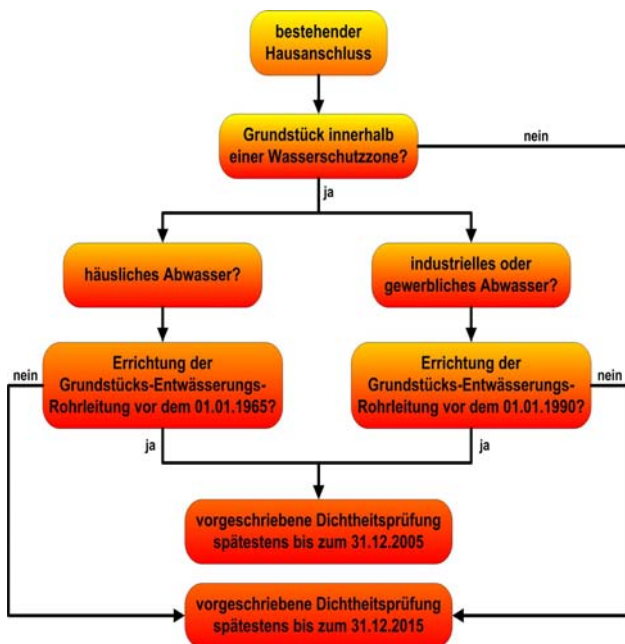 bestehender
Hausanschluss
Grundstück innerhalb
einer Wasserschutzzone?
nein
ja
häusliches Abwasser?
industrielles oder
gewerbliches Abwasser?
nein
Errichtung der
Grundstücks-Entwässerungs-
Rohrleitung vor dem 01.01.1965?
Errichtung der
Grundstücks-Entwässerungs-
Rohrleitung vor dem 01.01.1990?
nein
ja
ja
vorgeschriebene Dichtheitsprüfung
spätestens bis zum 31.12.2005
vorgeschriebene Dichtheitsprüfung
spätestens bis zum 31.12.2015